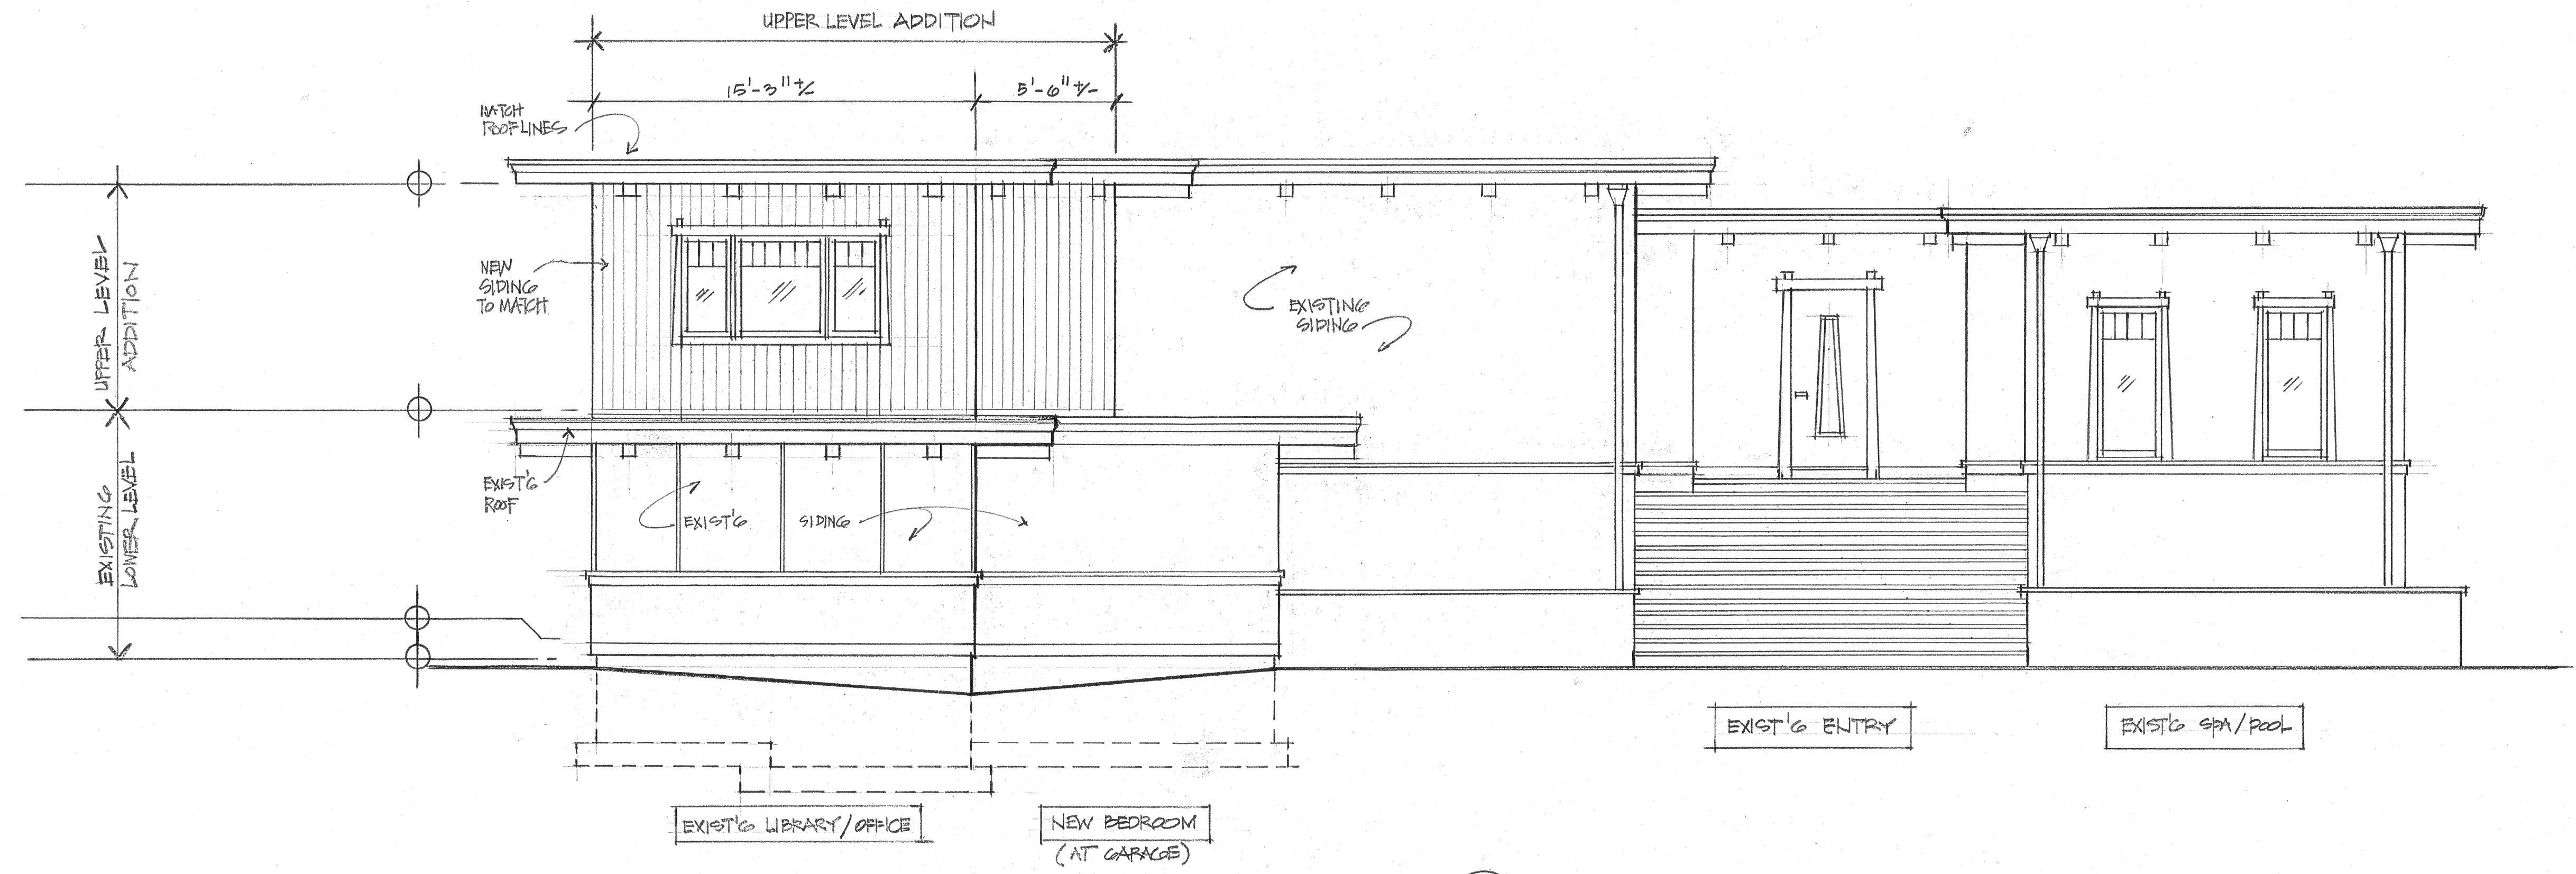 UPPER LEVEL ADDITION
15'-3" +/-
5'-6" +/-
MATCH
ROOFLINES
UPPER LEVEL
ADDITION
NEW
SIDING
TO MATCH
EXISTING
SIDING
EXIST'G
ROOF
EXISTING
LOWER LEVEL
EXIST'G
SIDING
EXIST'G ENTRY
EXIST'G SPA/POOL
EXIST'G LIBRARY/OFFICE
NEW BEDROOM
(AT GARAGE)